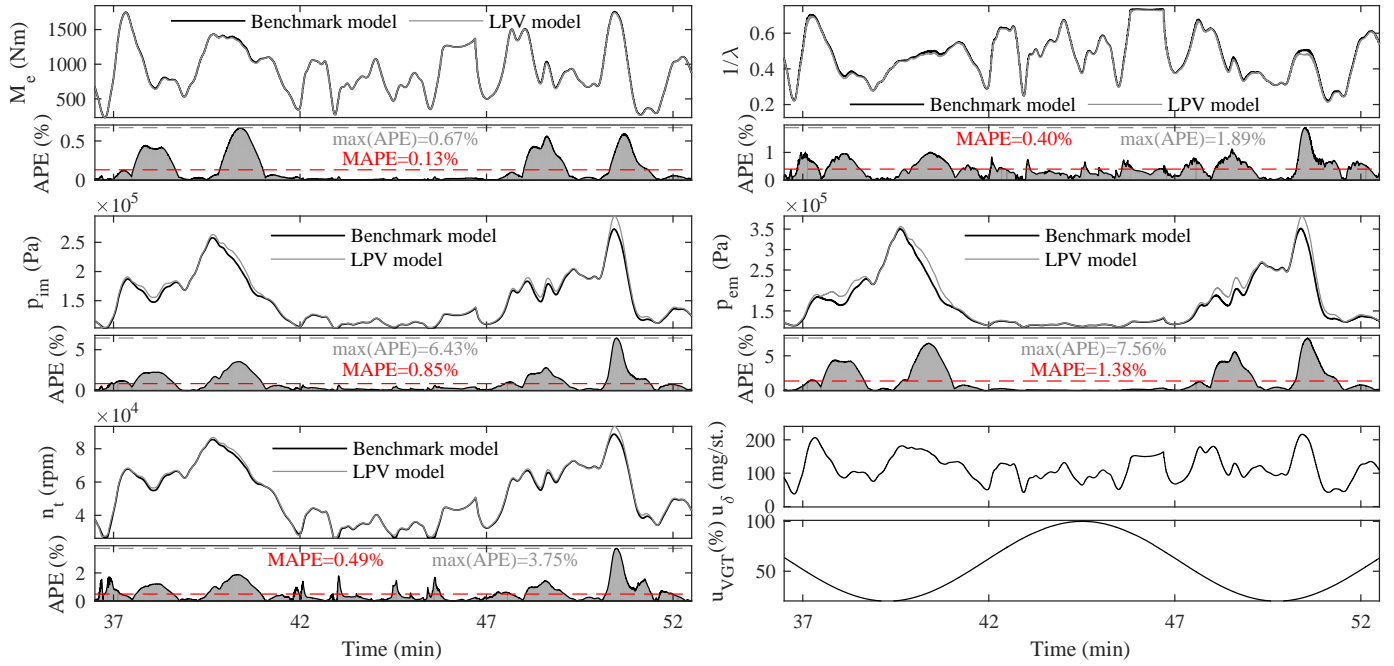 Benchmark model LPV model
M_e (Nm)
1500
1000
500
APE (%)
0.5
0
max(APE)=0.67%
MAPE=0.13%
× 10^5
p_im (Pa)
2.5
2
1.5
Benchmark model
LPV model
APE (%)
5
0
max(APE)=6.43%
MAPE=0.85%
× 10^4
n_t (rpm)
8
6
4
Benchmark model
LPV model
APE (%)
2
0
MAPE=0.49% max(APE)=3.75%
37 42 47 52
Time (min)
1/λ
0.6
0.4
0.2
Benchmark model LPV model
APE (%)
1
0
MAPE=0.40% max(APE)=1.89%
× 10^5
p_em (Pa)
3.5
2.5
2
1.5
Benchmark model
LPV model
APE (%)
5
0
max(APE)=7.56%
MAPE=1.38%
u_δ (mg/st.)
200
100
0
u_VGT(%)
100
50
37 42 47 52
Time (min)